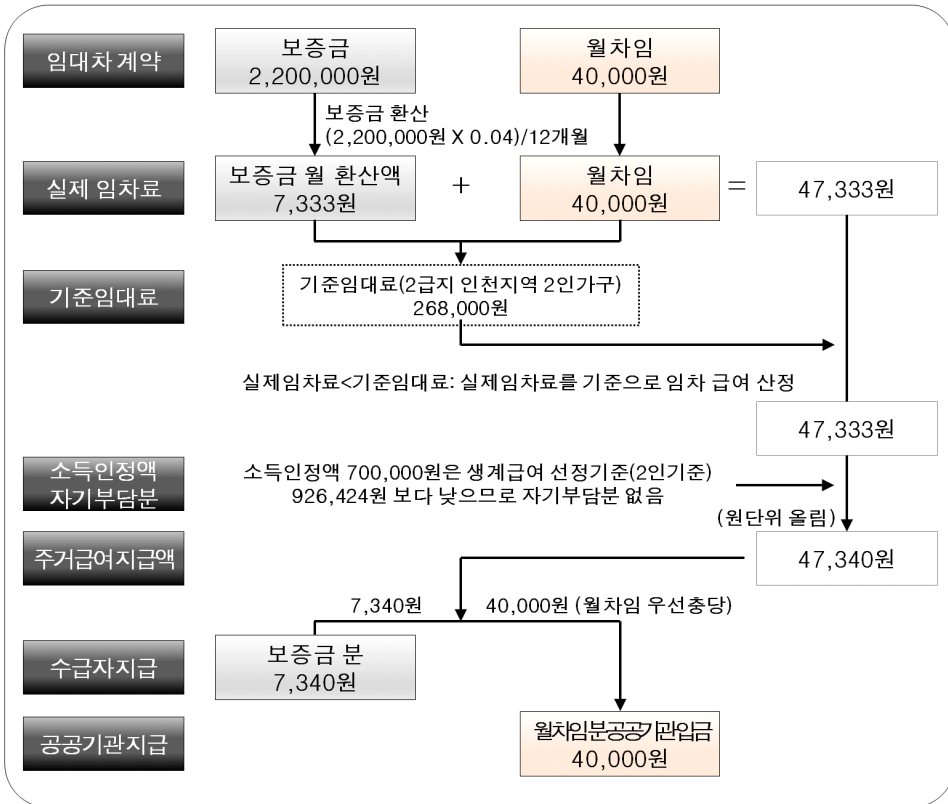 임대차 계약
보증금
2,200,000원
월차임
40,000원
보증금 환산
(2,200,000원 X 0.04)/12개월
실제 임차료
보증금 월 환산액
7,333원
+
월차임
40,000원
=
47,333원
기준임대료
기준임대료(2급지 인천지역 2인가구)
268,000원
실제임차료<기준임대료: 실제임차료를 기준으로 임차 급여 산정
47,333원
소득인정액
자기부담분
소득인정액 700,000원은 생계급여 선정기준(2인기준)
926,424원 보다 낮으므로 자기부담분 없음
(원단위 올림)
주거급여지급액
47,340원
7,340원
40,000원 (월차임 우선충당)
수급자지급
보증금 분
7,340원
공공기관지급
월차임분공공기관입금
40,000원